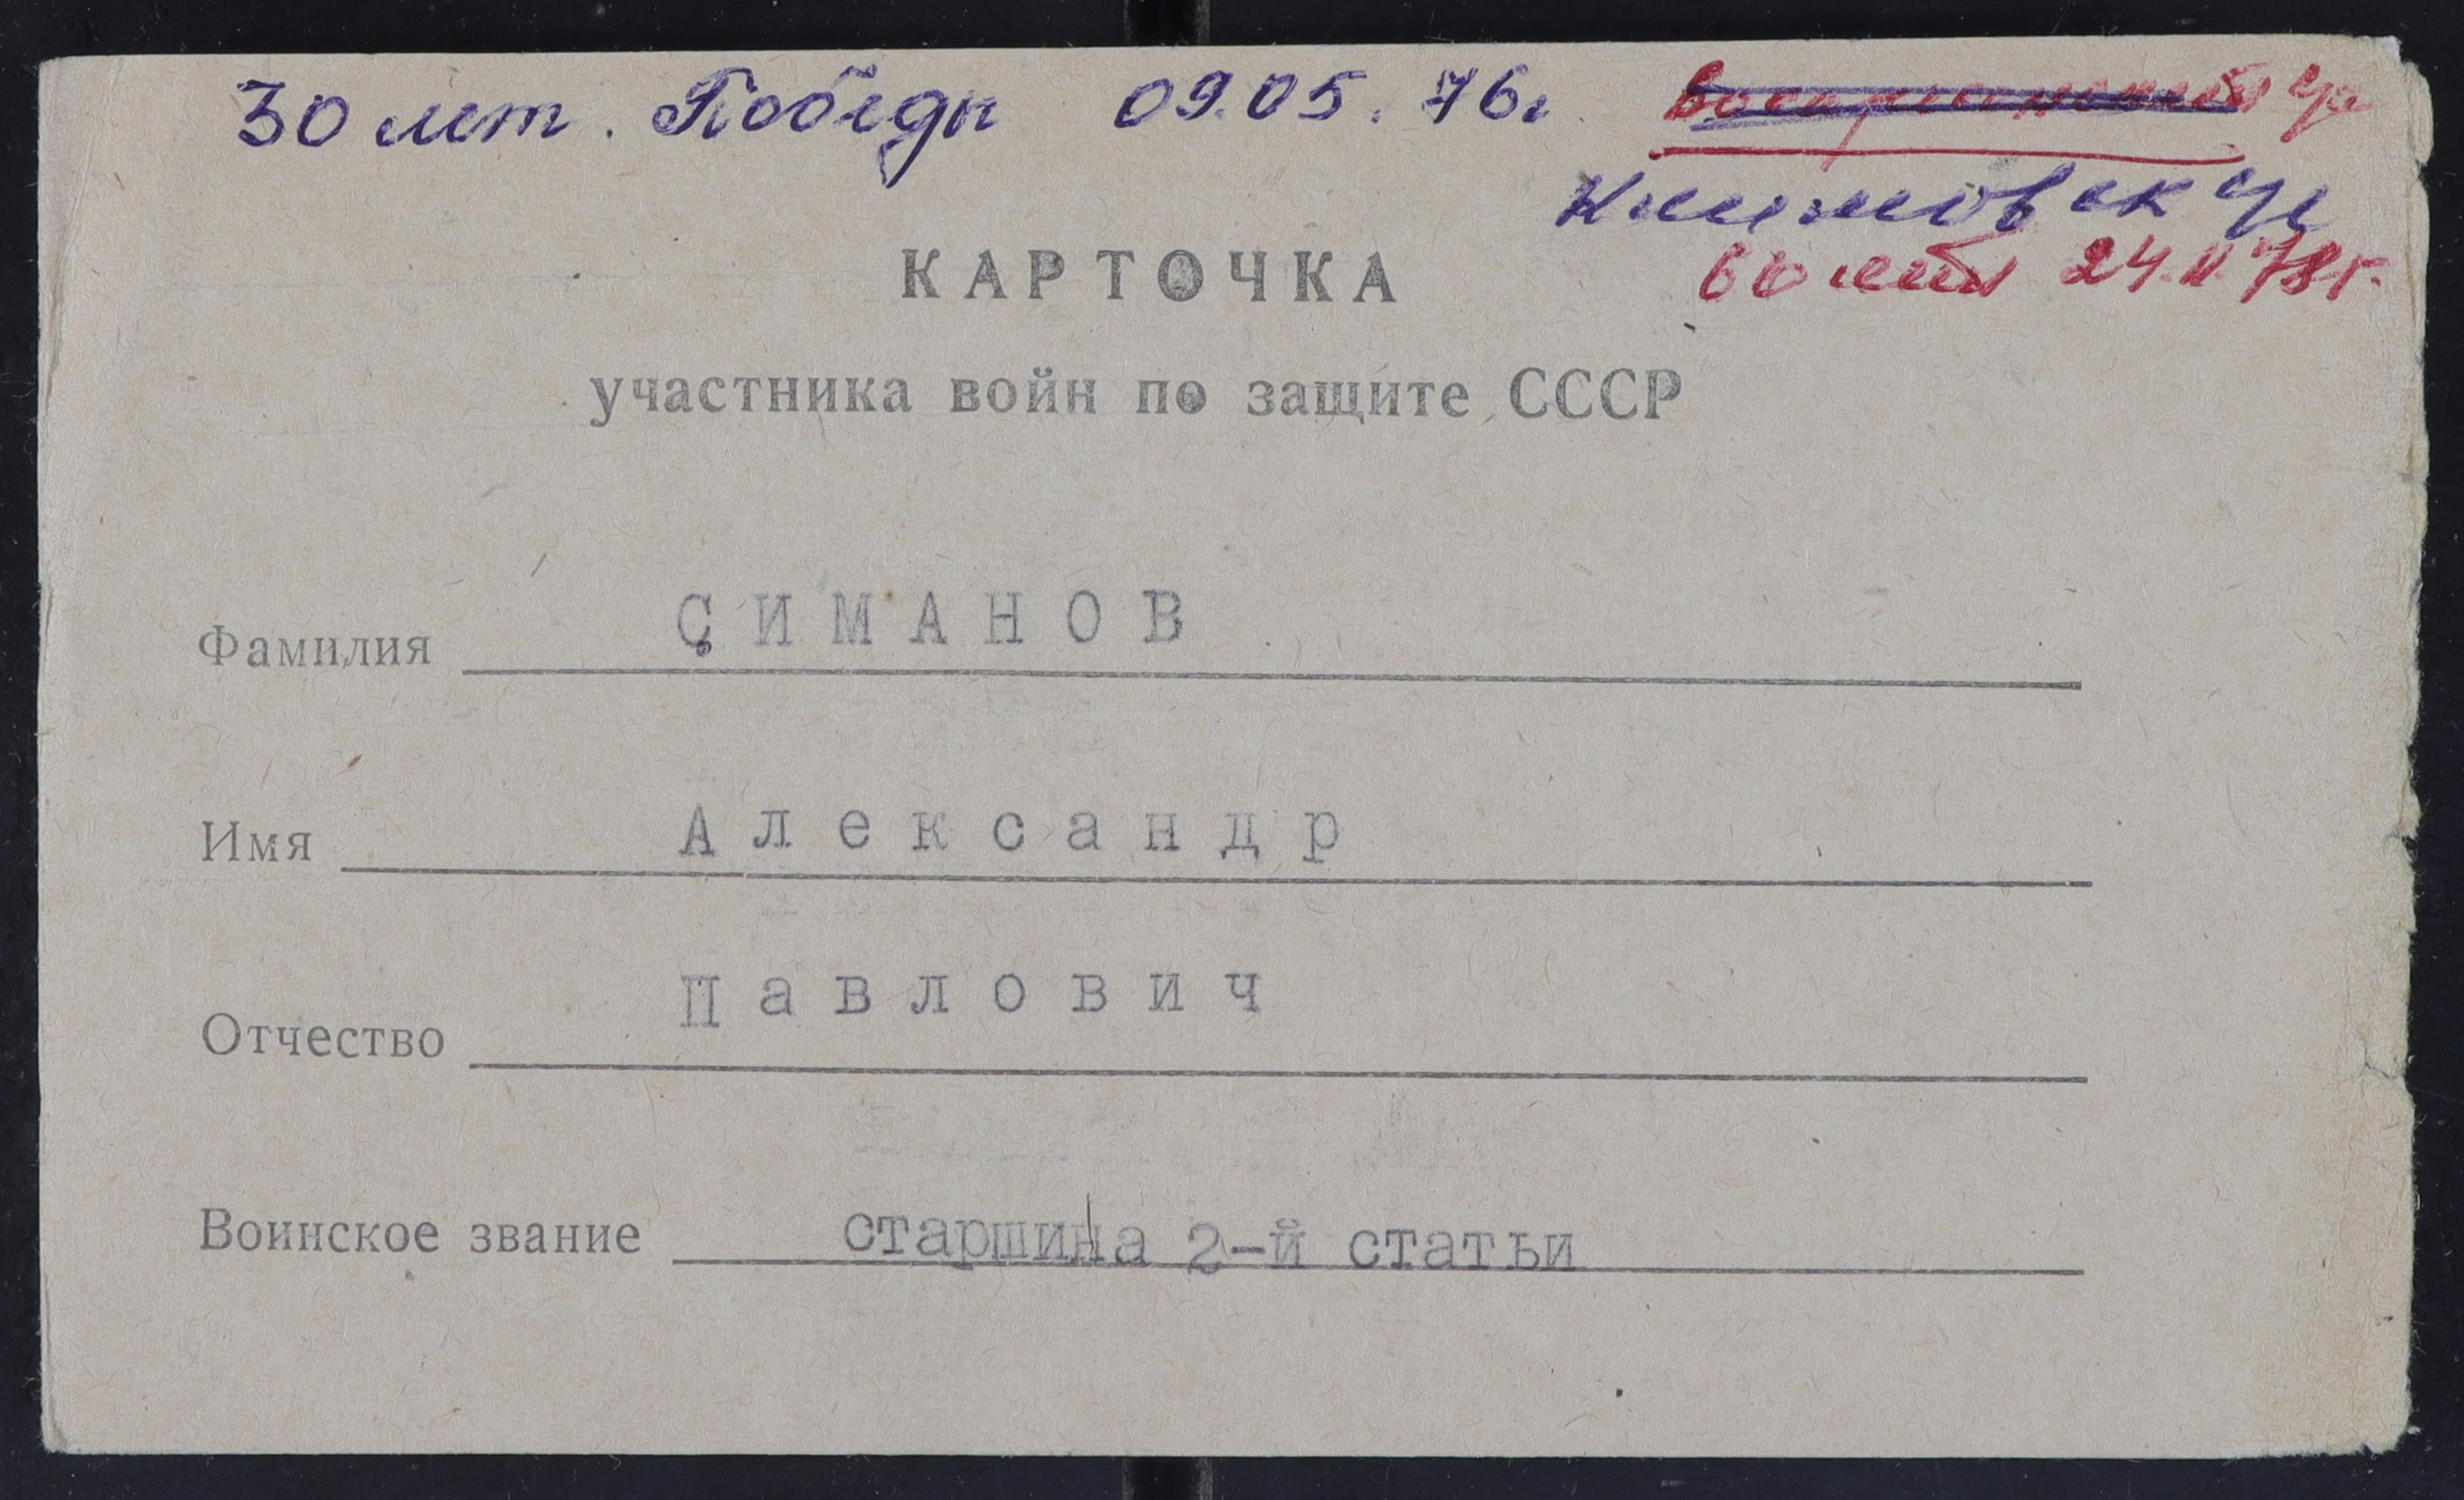 30 лет. Победы 09.05.76г
60 лет 24.II.78г.
КАРТОЧКА
участника войн по защите СССР
Фамилия СИМАНОВ
Имя Александр
Отчество Павлович
Воинское звание старшина 2-й статьи